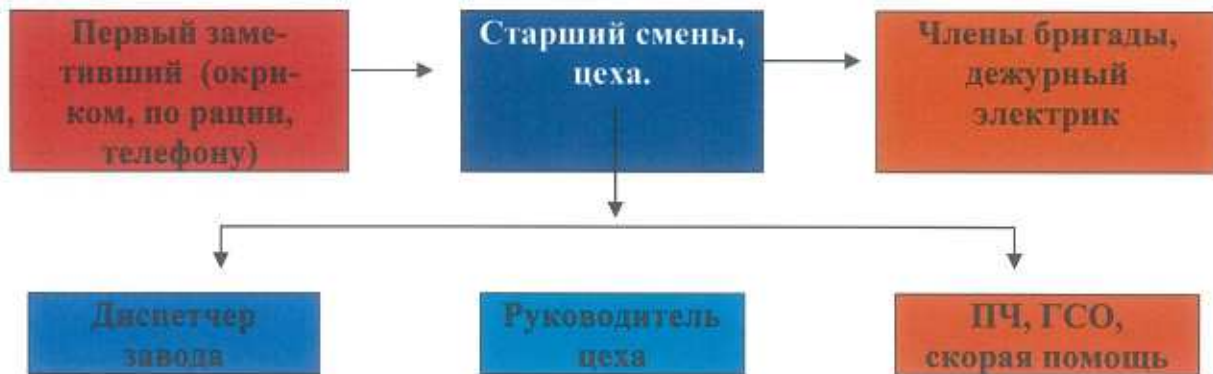 Первый заме-
тивший (окри-
ком, по рации,
телефону)
Старший смены,
цеха.
Члены бригады,
дежурный
электрик
Диспетчер
завода
Руководитель
цеха
ПЧ, ГСО,
скорая помощь